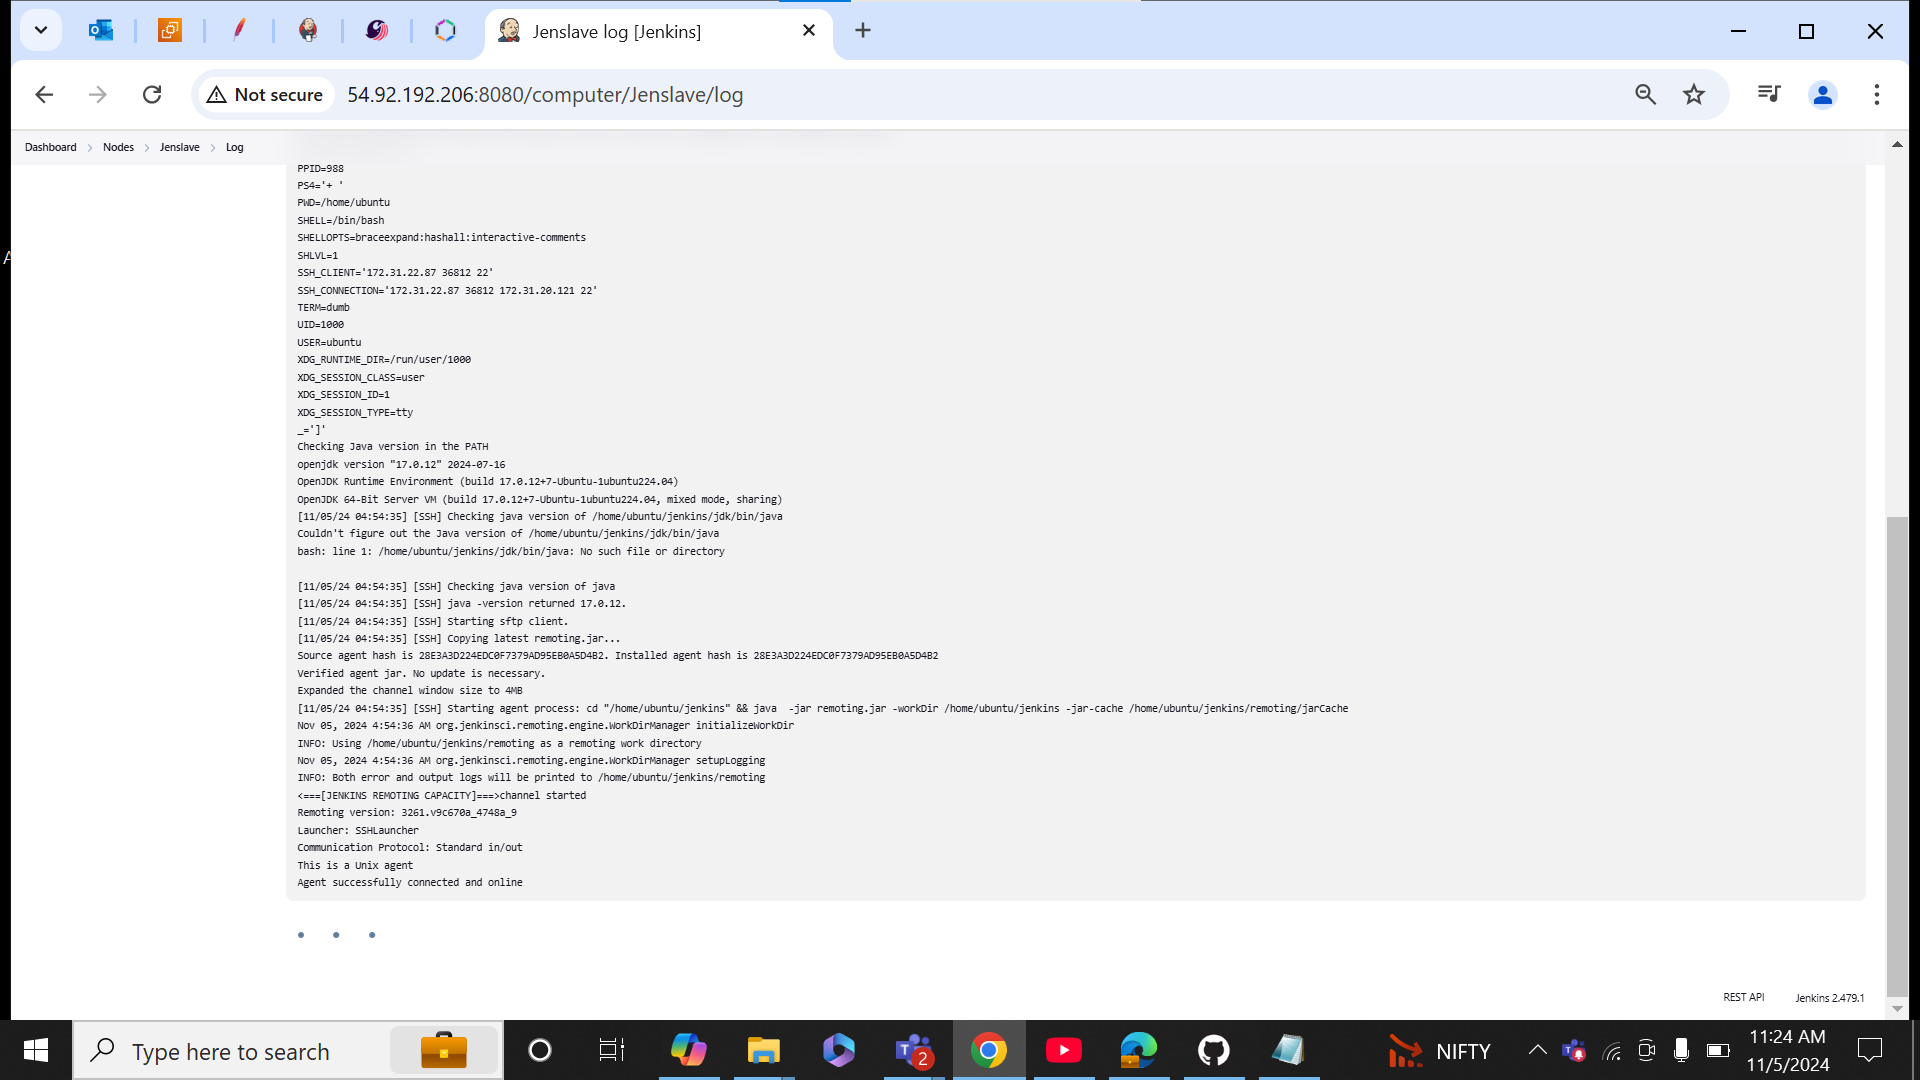 Jenslave log [Jenkins]
Not secure
54.92.192.206:8080/computer/Jenslave/log
Dashboard
Nodes
Jenslave
Log
PPID=988
PS4='+ '
PWD=/home/ubuntu
SHELL=/bin/bash
SHELLOPTS=braceexpand:hashall:interactive-comments
SHLVL=1
SSH_CLIENT='172.31.22.87 36812 22'
SSH_CONNECTION='172.31.22.87 36812 172.31.20.121 22'
TERM=dumb
UID=1000
USER=ubuntu
XDG_RUNTIME_DIR=/run/user/1000
XDG_SESSION_CLASS=user
XDG_SESSION_ID=1
XDG_SESSION_TYPE=tty
_=']'
Checking Java version in the PATH
openjdk version "17.0.12" 2024-07-16
OpenJDK Runtime Environment (build 17.0.12+7-Ubuntu-1ubuntu224.04)
OpenJDK 64-Bit Server VM (build 17.0.12+7-Ubuntu-1ubuntu224.04, mixed mode, sharing)
[11/05/24 04:54:35] [SSH] Checking java version of /home/ubuntu/jenkins/jdk/bin/java
Couldn't figure out the Java version of /home/ubuntu/jenkins/jdk/bin/java
bash: line 1: /home/ubuntu/jenkins/jdk/bin/java: No such file or directory
[11/05/24 04:54:35] [SSH] Checking java version of java
[11/05/24 04:54:35] [SSH] java -version returned 17.0.12.
[11/05/24 04:54:35] [SSH] Starting sftp client.
[11/05/24 04:54:35] [SSH] Copying latest remoting.jar...
Source agent hash is 28E3A3D224EDC0F7379AD95EB0A5D4B2. Installed agent hash is 28E3A3D224EDC0F7379AD95EB0A5D4B2
Verified agent jar. No update is necessary.
Expanded the channel window size to 4MB
[11/05/24 04:54:35] [SSH] Starting agent process: cd "/home/ubuntu/jenkins" && java  -jar remoting.jar -workDir /home/ubuntu/jenkins -jar-cache /home/ubuntu/jenkins/remoting/jarCache
Nov 05, 2024 4:54:36 AM org.jenkinsci.remoting.engine.WorkDirManager initializeWorkDir
INFO: Using /home/ubuntu/jenkins/remoting as a remoting work directory
Nov 05, 2024 4:54:36 AM org.jenkinsci.remoting.engine.WorkDirManager setupLogging
INFO: Both error and output logs will be printed to /home/ubuntu/jenkins/remoting
<===[JENKINS REMOTING CAPACITY]===>channel started
Remoting version: 3261.v9c670a_4748a_9
Launcher: SSHLauncher
Communication Protocol: Standard in/out
This is a Unix agent
Agent successfully connected and online
REST API
Jenkins 2.479.1
Type here to search
2
NIFTY
11:24 AM
11/5/2024